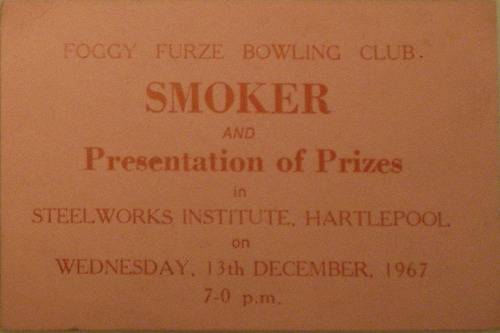 FOGGY FURZE BOWLING CLUB.
SMOKER
AND
Presentation of Prizes
in
STEELWORKS INSTITUTE, HARTLEPOOL
on
WEDNESDAY, 13th DECEMBER, 1967
7-0 p.m.